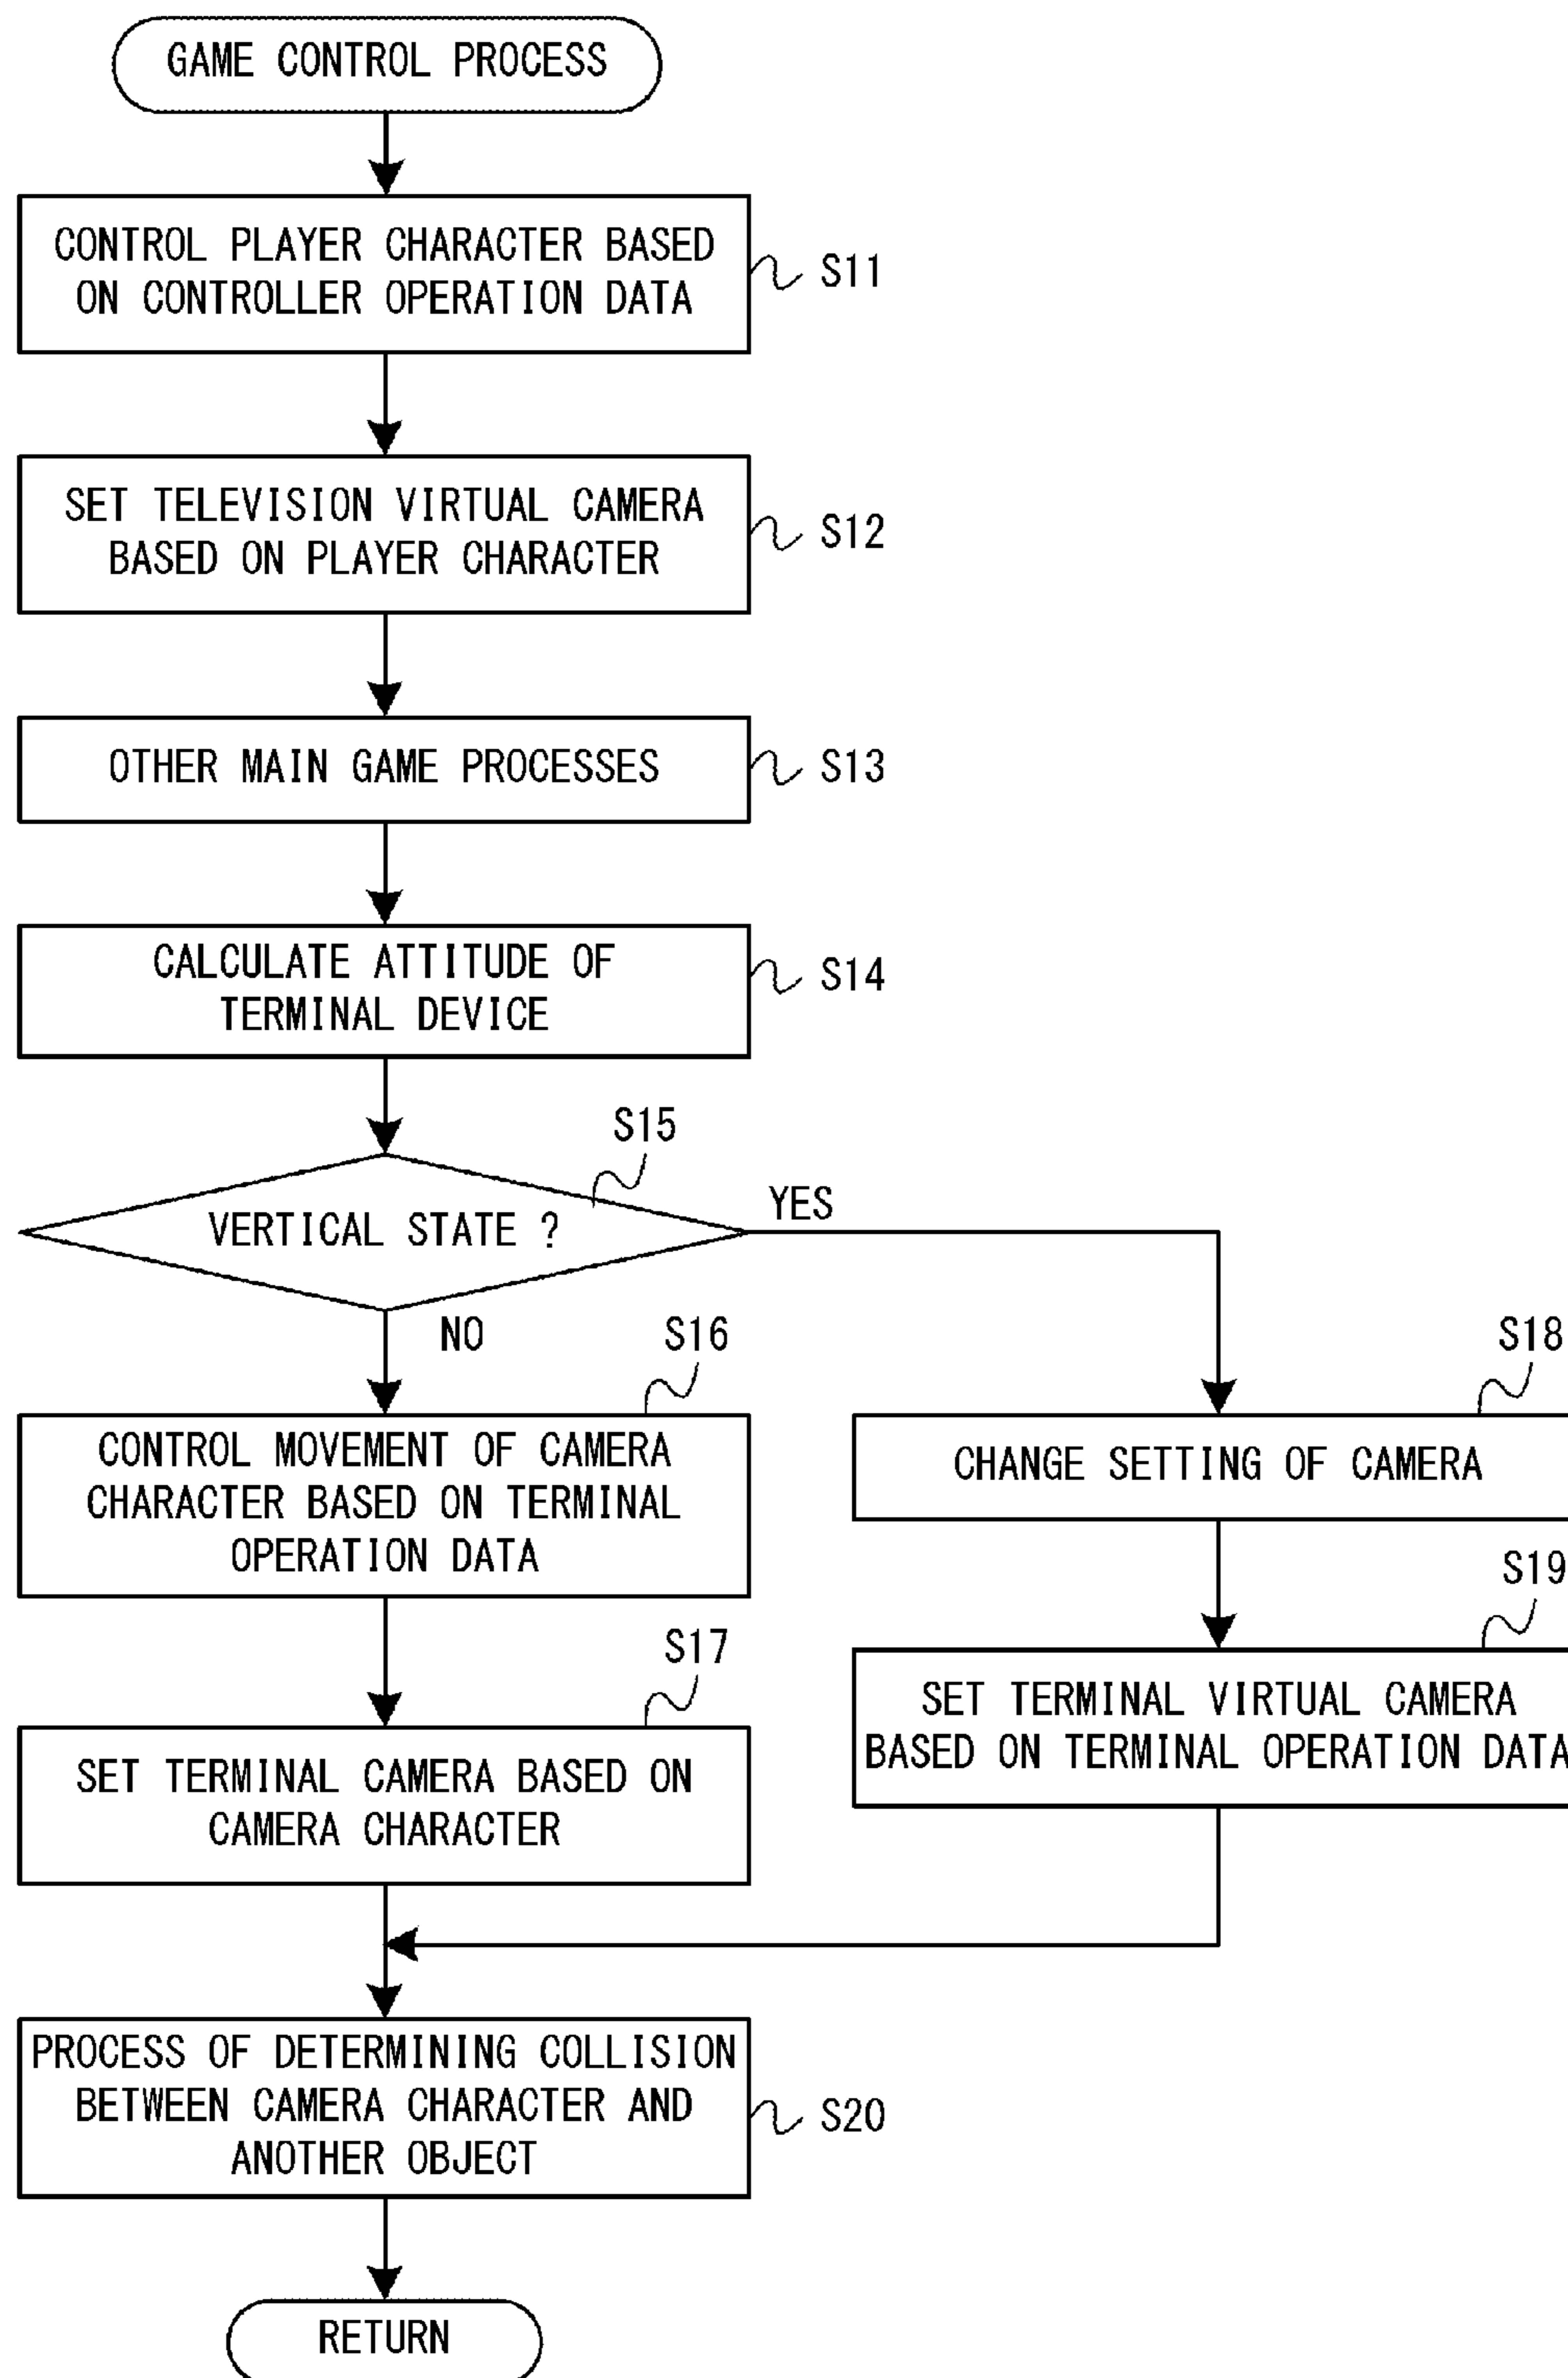 GAME CONTROL PROCESS
CONTROL PLAYER CHARACTER BASED
ON CONTROLLER OPERATION DATA
S11
SET TELEVISION VIRTUAL CAMERA
BASED ON PLAYER CHARACTER
S12
OTHER MAIN GAME PROCESSES
S13
CALCULATE ATTITUDE OF
TERMINAL DEVICE
S14
S15
VERTICAL STATE ?
YES
NO
S16
CONTROL MOVEMENT OF CAMERA
CHARACTER BASED ON TERMINAL
OPERATION DATA
S17
SET TERMINAL CAMERA BASED ON
CAMERA CHARACTER
S18
CHANGE SETTING OF CAMERA
S19
SET TERMINAL VIRTUAL CAMERA
BASED ON TERMINAL OPERATION DATA
PROCESS OF DETERMINING COLLISION
BETWEEN CAMERA CHARACTER AND
ANOTHER OBJECT
S20
RETURN